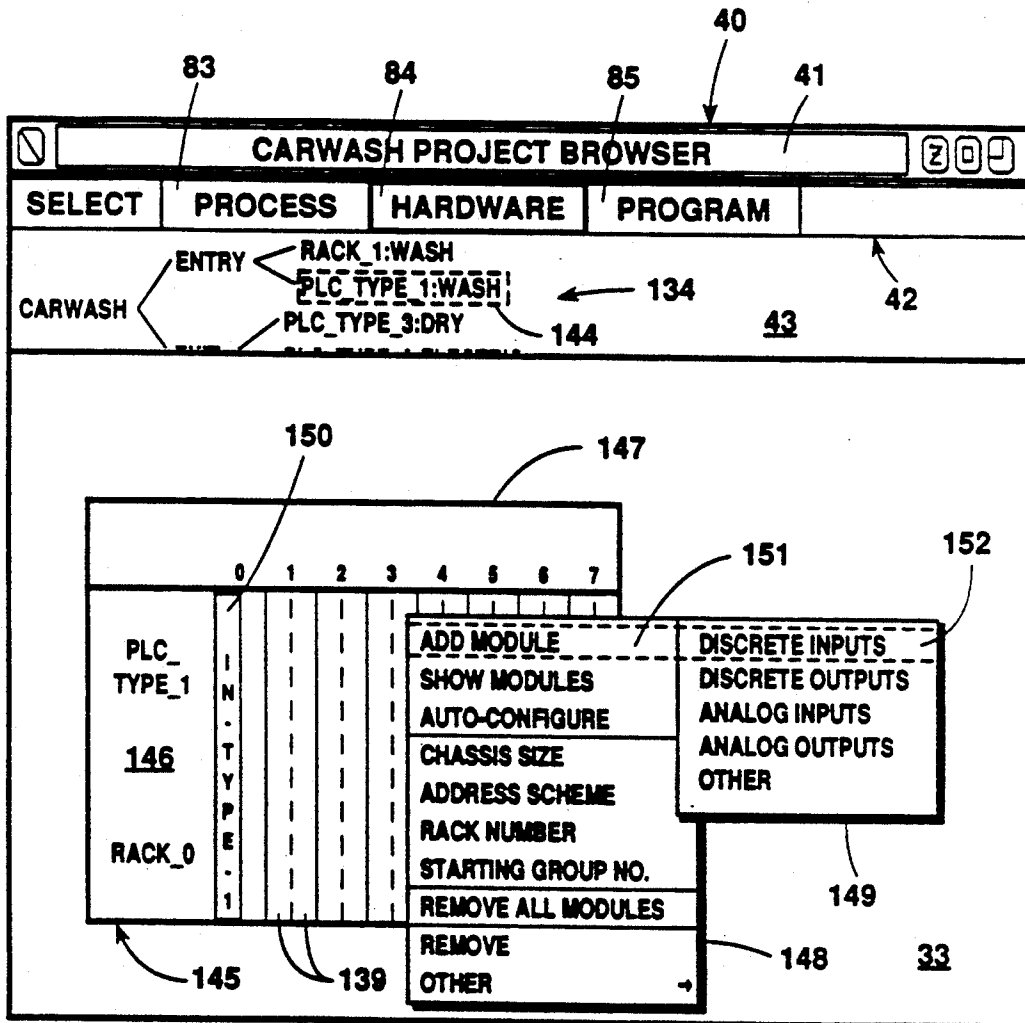 40
83 84 85 41
CARWASH PROJECT BROWSER
Z
SELECT PROCESS HARDWARE PROGRAM
RACK_1:WASH
ENTRY
PLC_TYPE_1:WASH
134
42
CARWASH
PLC_TYPE_3:DRY
144
43
150
147
151
152
0 1 2 3 4 5 6 7
PLC_
TYPE_1
146
RACK_0
IN-TYPE-1
ADD MODULE
SHOW MODULES
AUTO-CONFIGURE
CHASSIS SIZE
ADDRESS SCHEME
RACK NUMBER
STARTING GROUP NO.
REMOVE ALL MODULES
REMOVE
OTHER →
DISCRETE INPUTS
DISCRETE OUTPUTS
ANALOG INPUTS
ANALOG OUTPUTS
OTHER
149
145
139
148
33